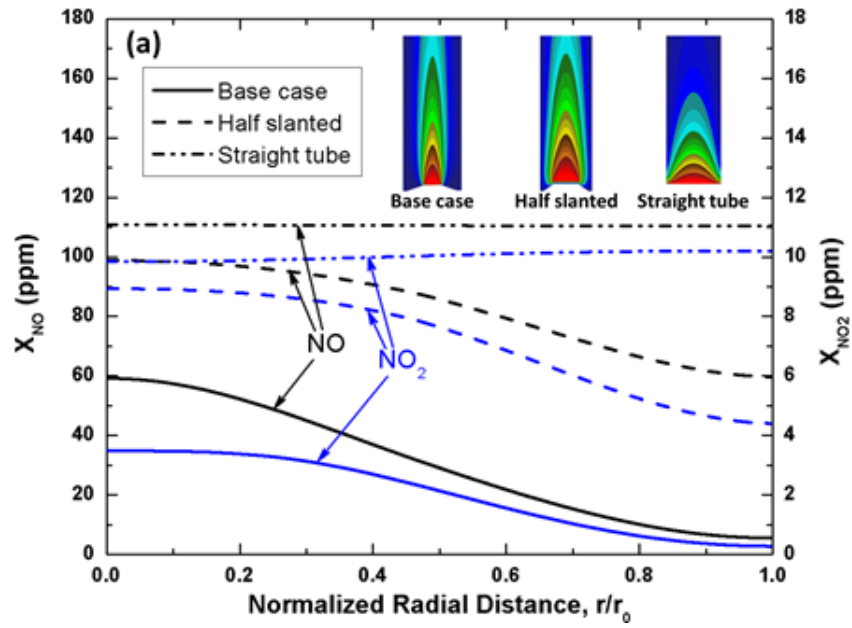 (a)
Base case
Half slanted
Straight tube
Base case
Half slanted
Straight tube
180
160
140
120
100
80
60
40
20
0
X_NO (ppm)
18
16
14
12
10
8
6
4
2
0
X_NO2 (ppm)
NO
NO₂
0.0 0.2 0.4 0.6 0.8 1.0
Normalized Radial Distance, r/r₀